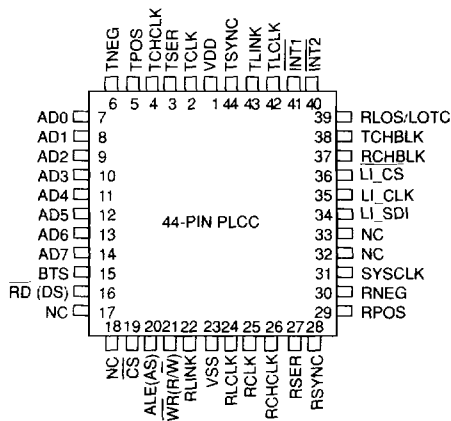 TNEG TPOS TCHCLK TSER TCLK VDD TSYNC TLINK TLCLK INT1 INT2
6 5 4 3 2 1 44 43 42 41 40
AD0 7 39 RLOS/LOTC
AD1 8 38 TCHBLK
AD2 9 37 RCHBLK
AD3 10 36 LI_CS
AD4 11 35 LI_CLK
AD5 12 34 LI_SDI
AD6 13 33 NC
AD7 14 32 NC
BTS 15 31 SYSCLK
RD (DS) 16 30 RNEG
NC 17 29 RPOS
44-PIN PLCC
18 19 20 21 22 23 24 25 26 27 28
NC CS ALE(AS) WR(R/W) RLINK VSS RLCLK RCLK RCHCLK RSER RSYNC